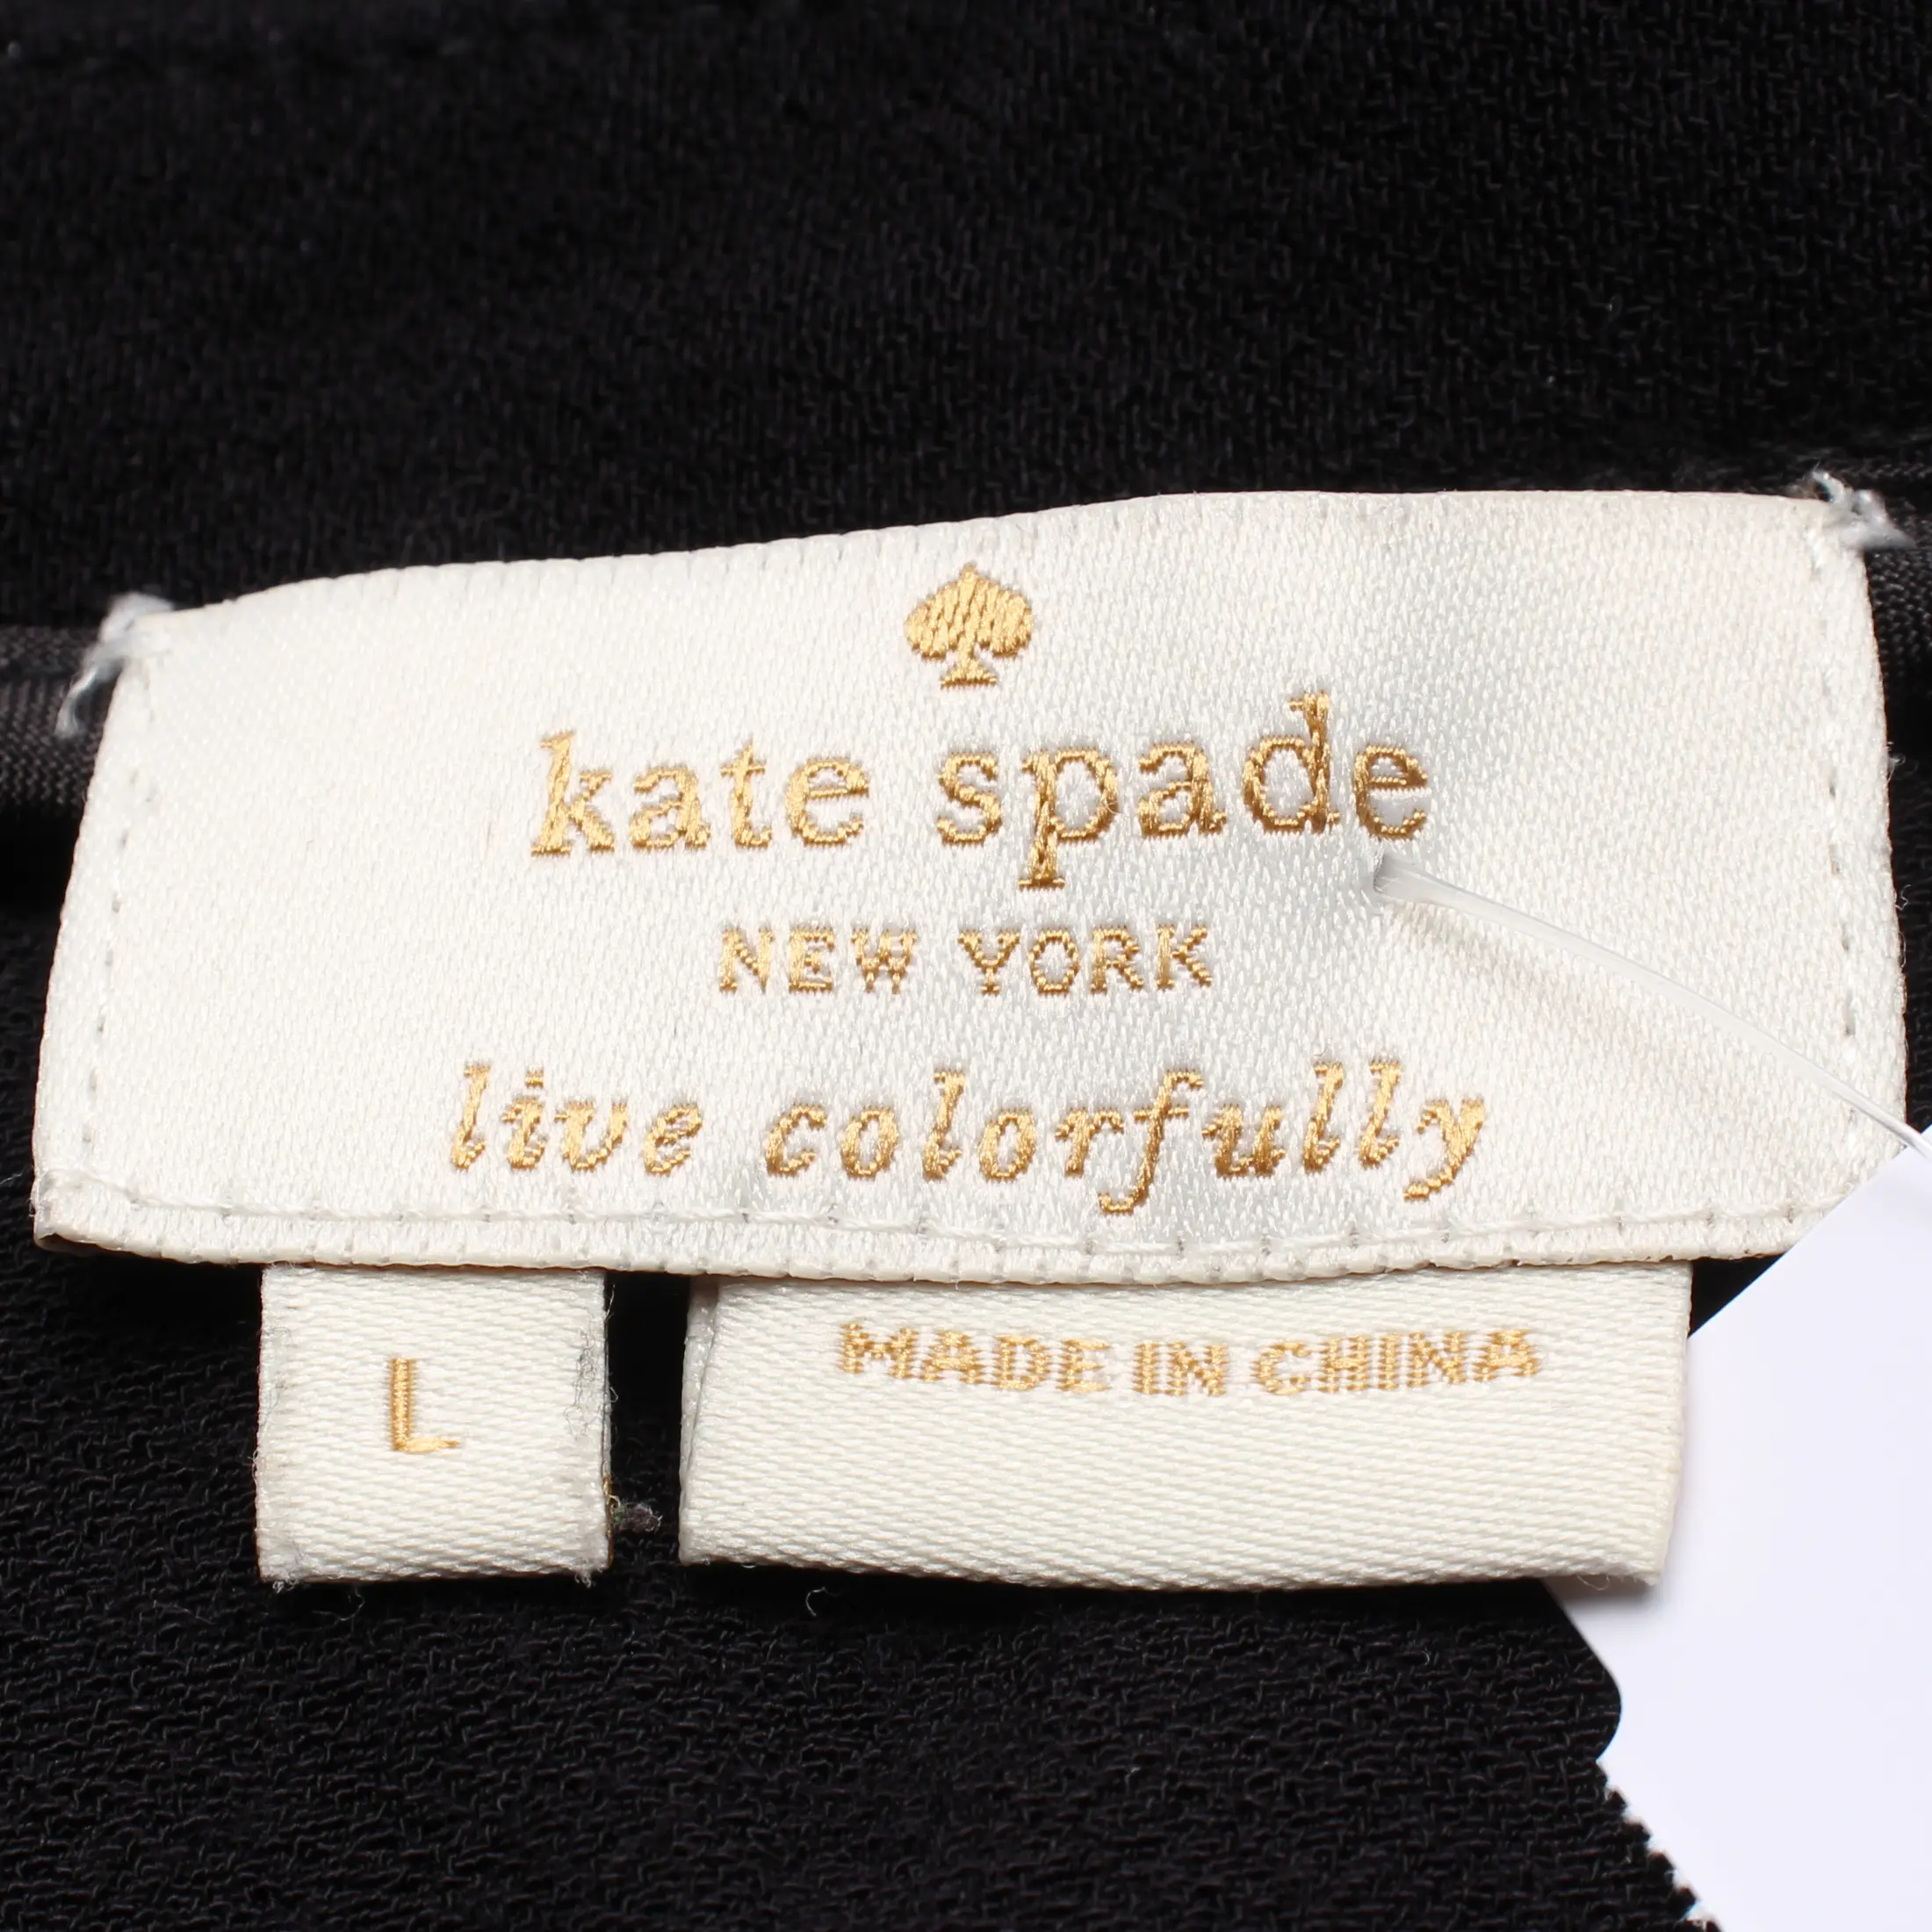 kate spade
NEW YORK
live colorfully
L
MADE IN CHINA